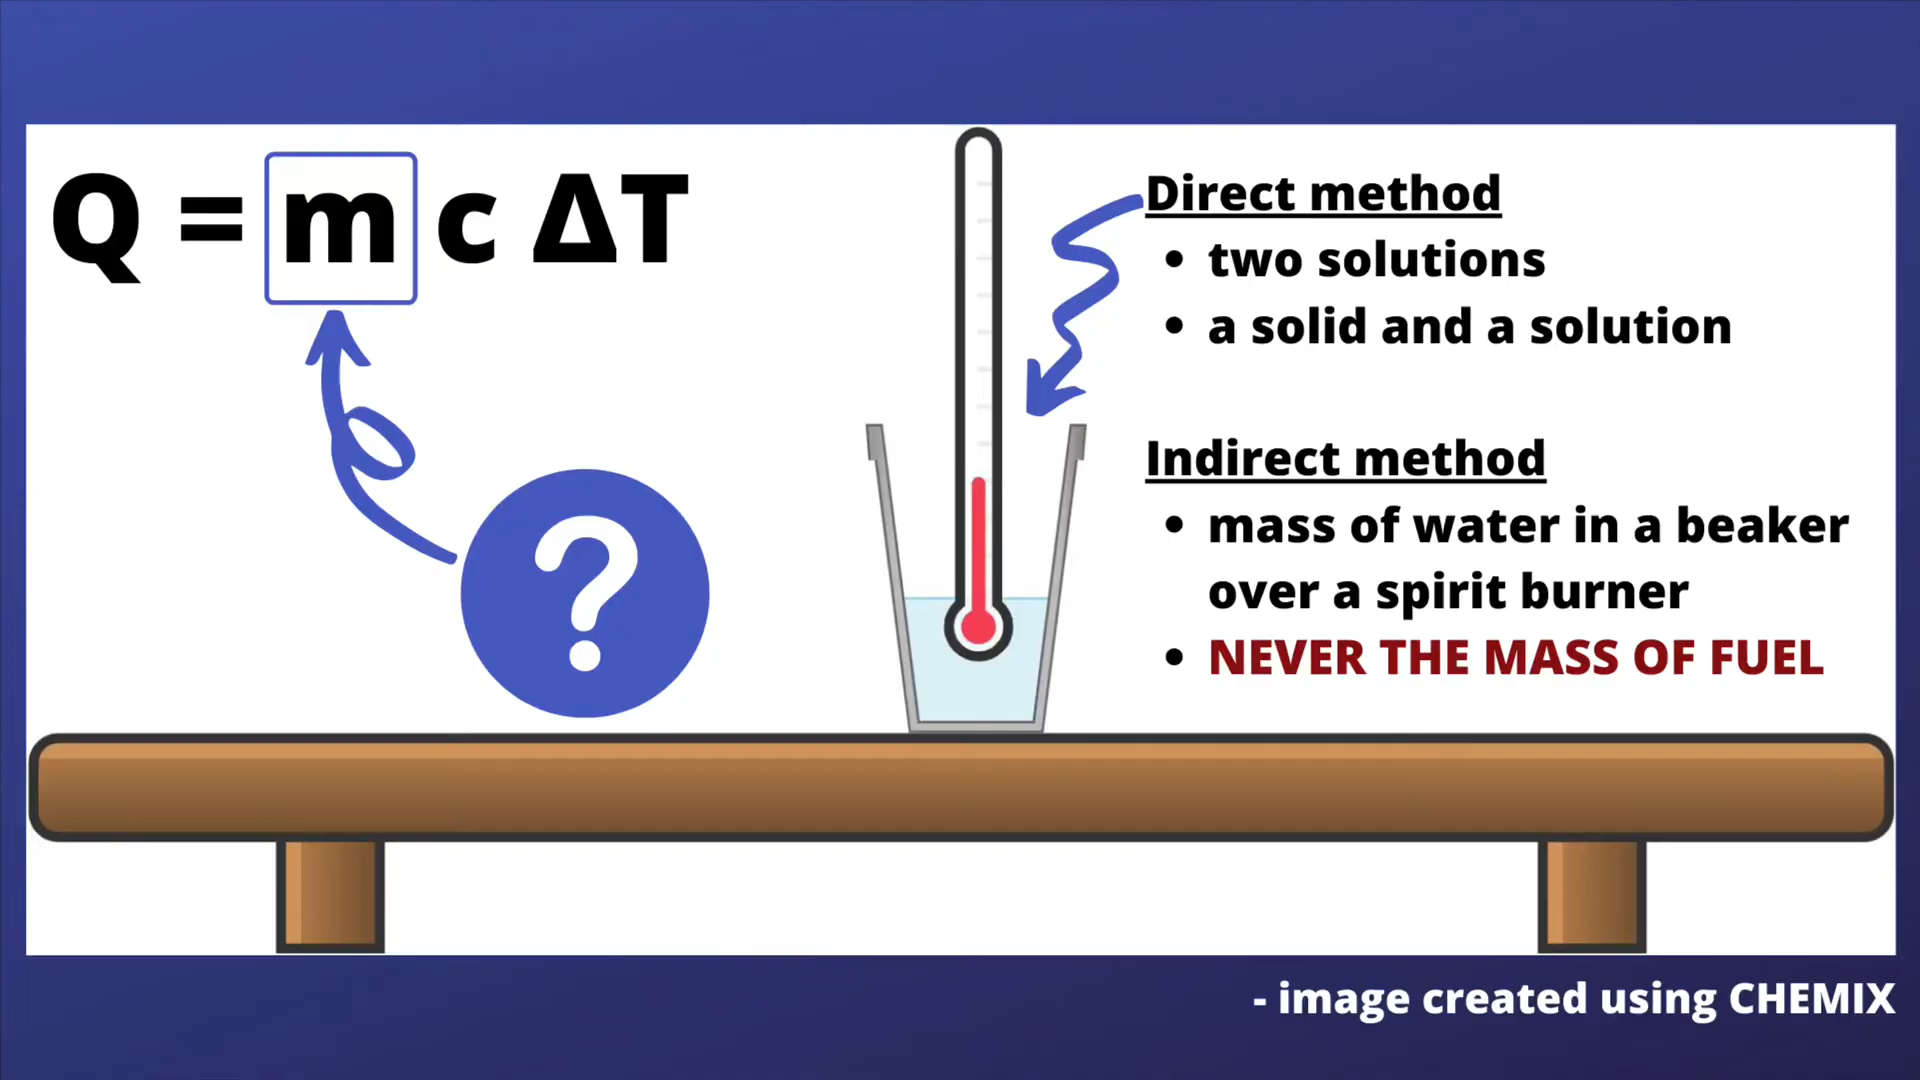 Q = m c ΔT
?
Direct method
• two solutions
• a solid and a solution
Indirect method
• mass of water in a beaker
over a spirit burner
• NEVER THE MASS OF FUEL
- image created using CHEMIX